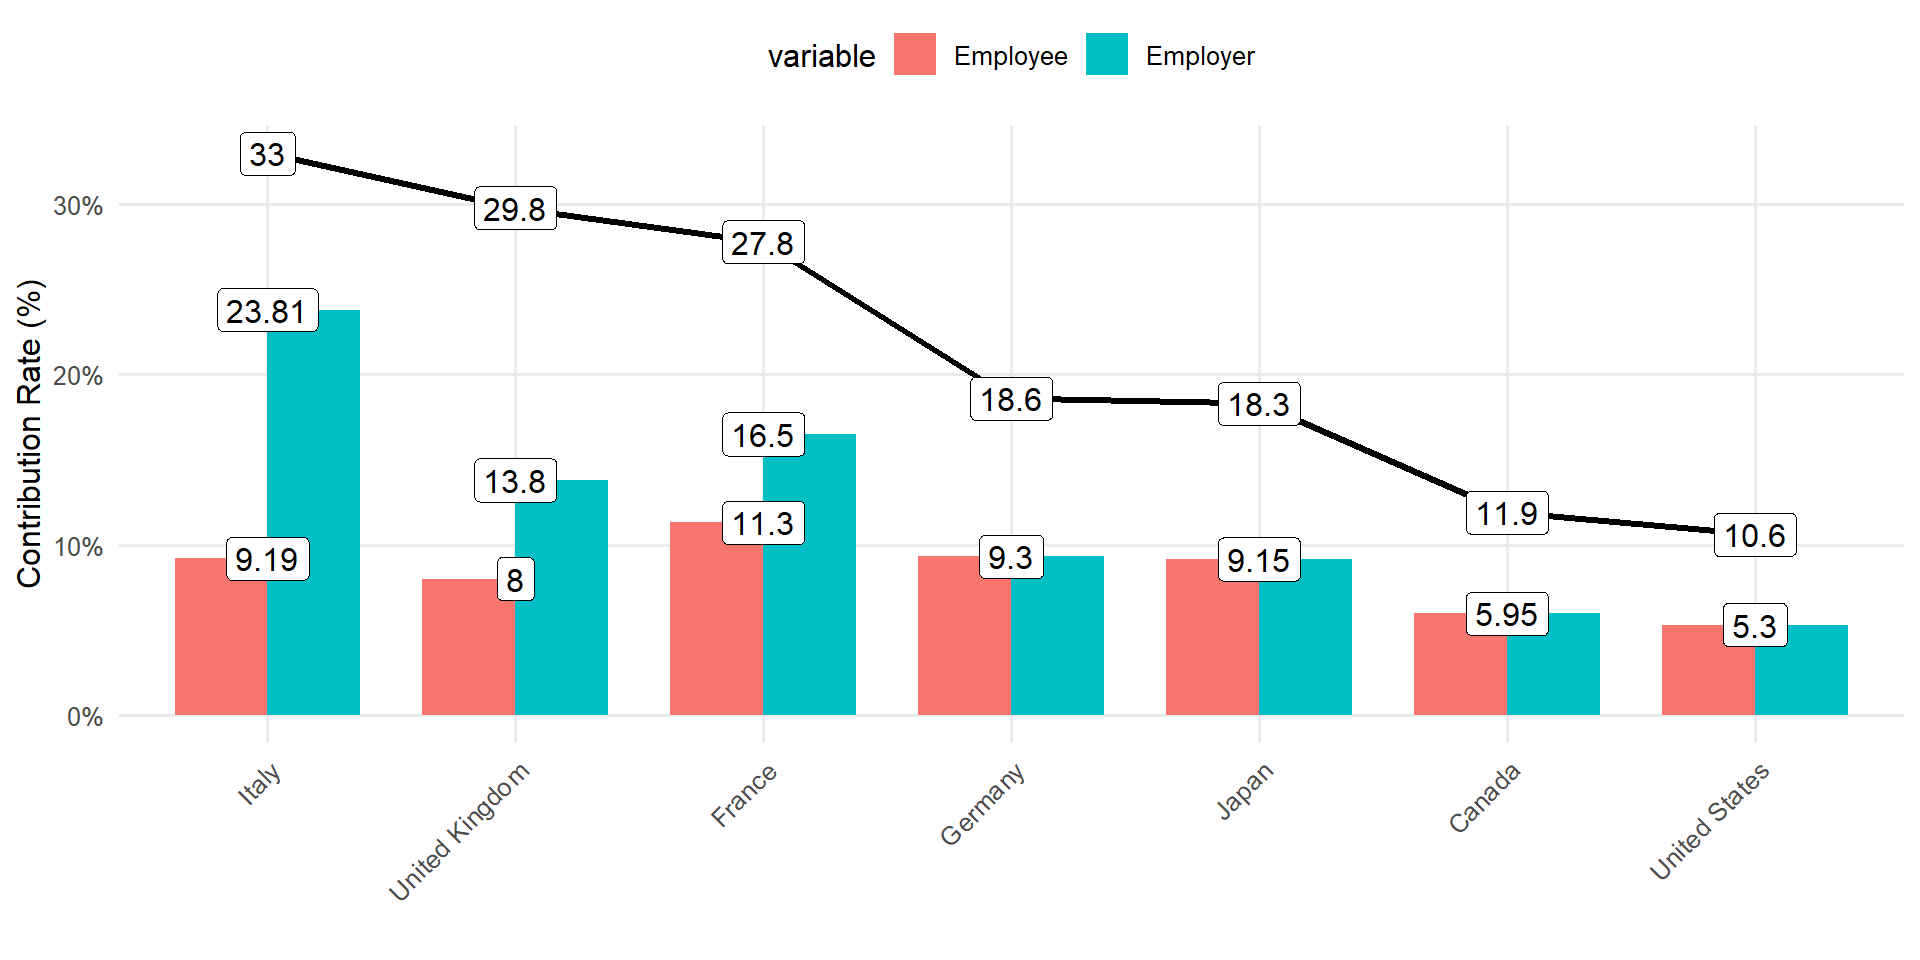 variable Employee Employer
Contribution Rate (%)
30%
20%
10%
0%
33
29.8
27.8
18.6
18.3
11.9
10.6
23.81
13.8
16.5
9.19
8
11.3
9.3
9.15
5.95
5.3
Italy
United Kingdom
France
Germany
Japan
Canada
United States